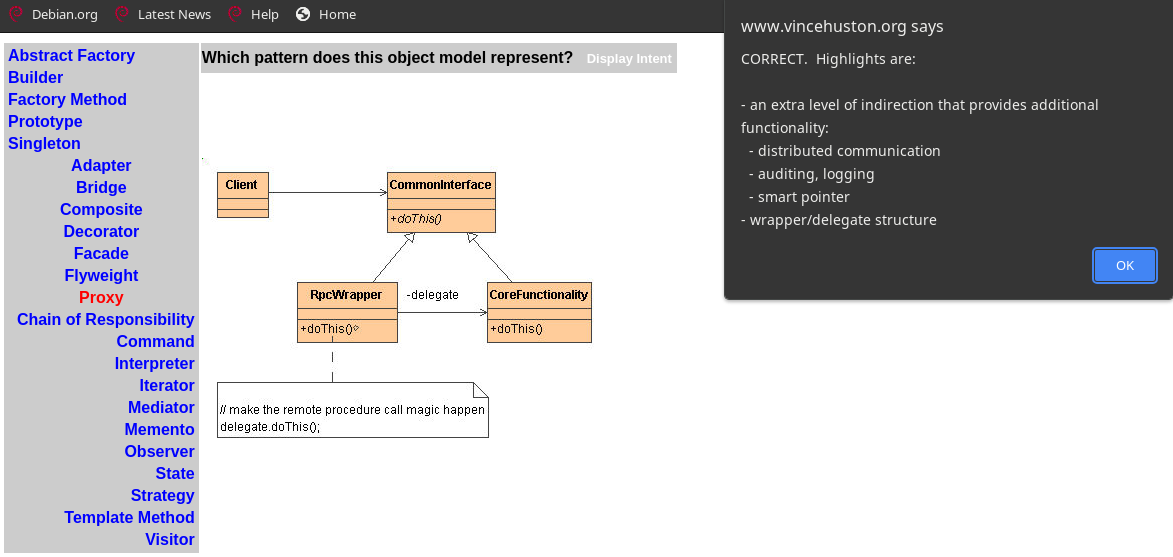 Debian.org Latest News Help Home
Abstract Factory
Builder
Factory Method
Prototype
Singleton
Adapter
Bridge
Composite
Decorator
Facade
Flyweight
Proxy
Chain of Responsibility
Command
Interpreter
Iterator
Mediator
Memento
Observer
State
Strategy
Template Method
Visitor
Which pattern does this object model represent? Display Intent
Client
CommonInterface
+doThis()
RpcWrapper
+doThis()
-delegate
CoreFunctionality
+doThis()
// make the remote procedure call magic happen
delegate.doThis();
www.vincehuston.org says
CORRECT. Highlights are:
- an extra level of indirection that provides additional
functionality:
- distributed communication
- auditing, logging
- smart pointer
- wrapper/delegate structure
OK